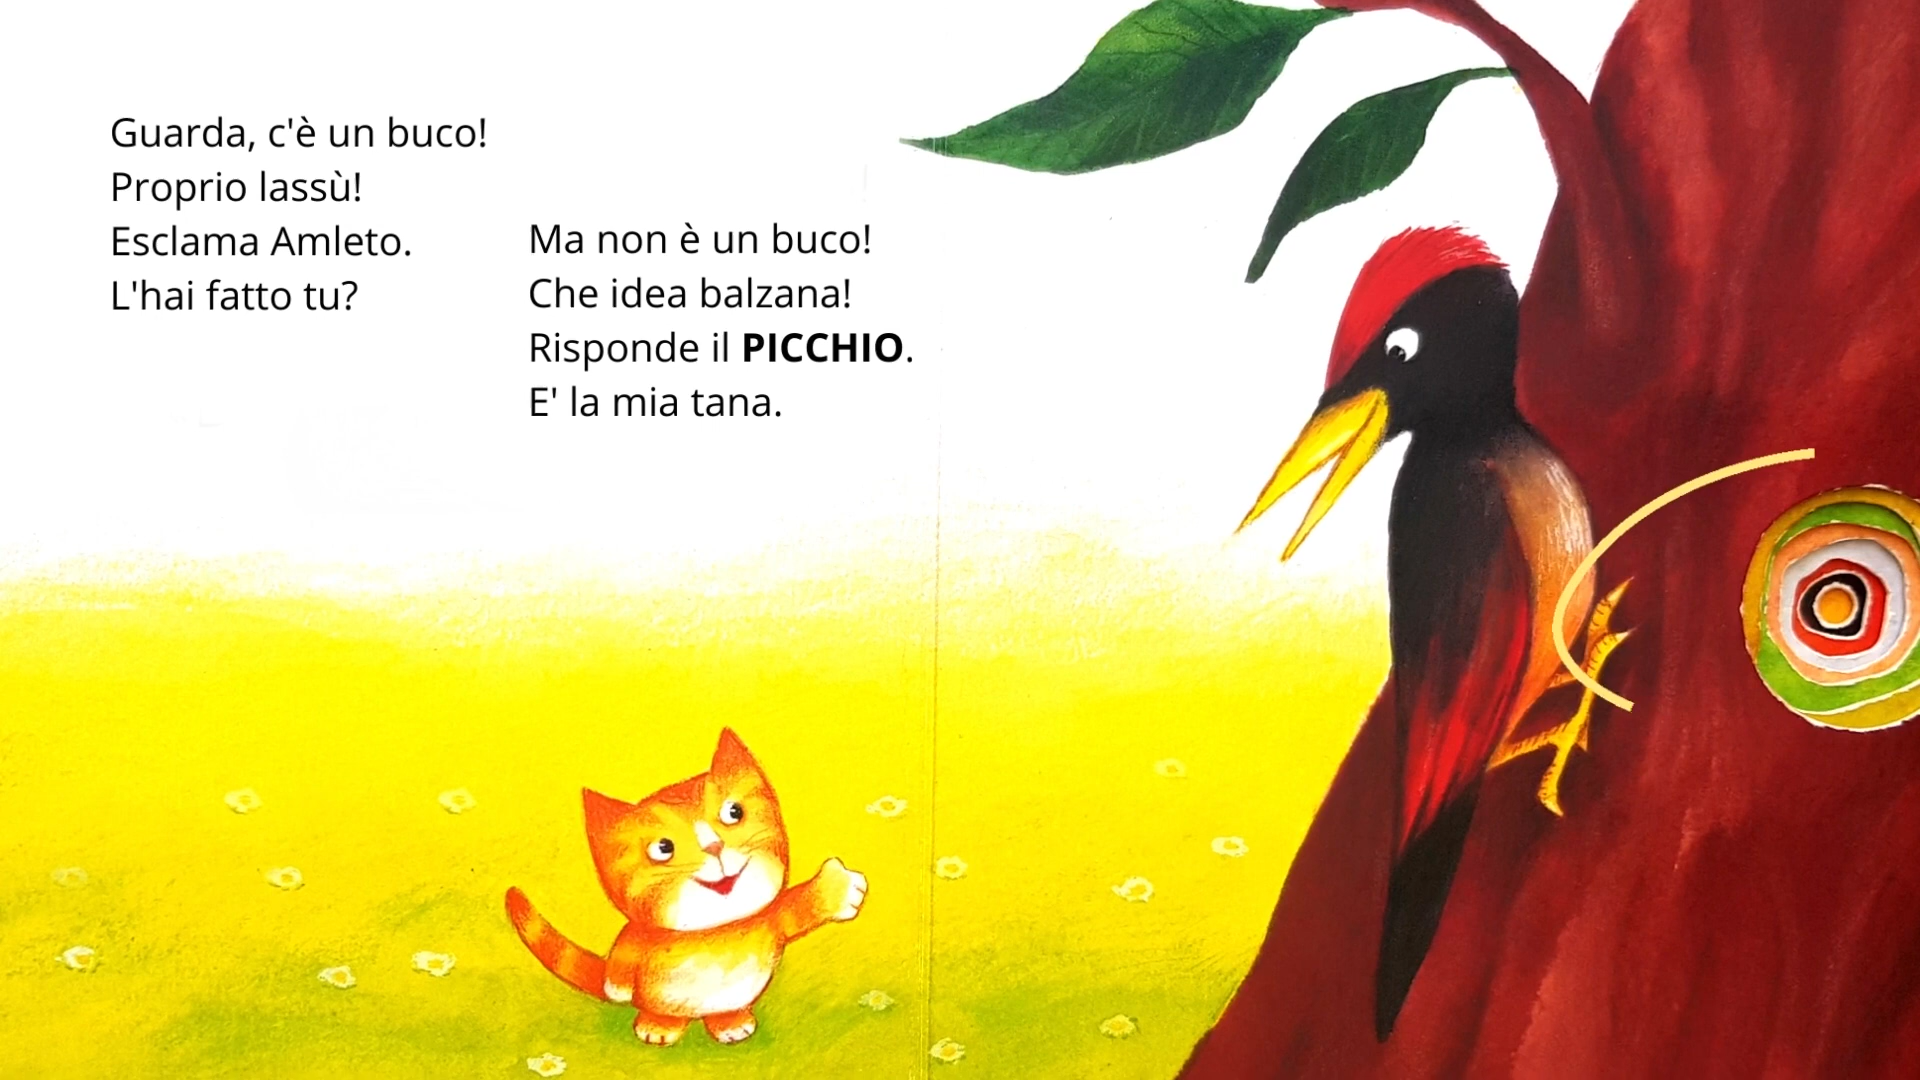 Guarda, c'è un buco!
Proprio lassù!
Esclama Amleto.
L'hai fatto tu?
Ma non è un buco!
Che idea balzana!
Risponde il PICCHIO.
E' la mia tana.